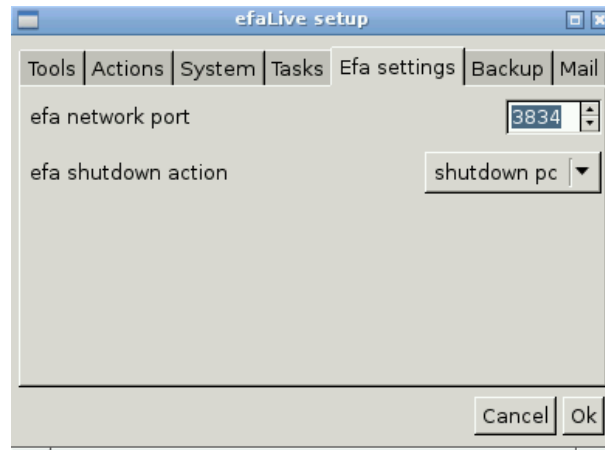 efaLive setup
Tools Actions System Tasks Efa settings Backup Mail
efa network port 3834
efa shutdown action shutdown pc
Cancel Ok